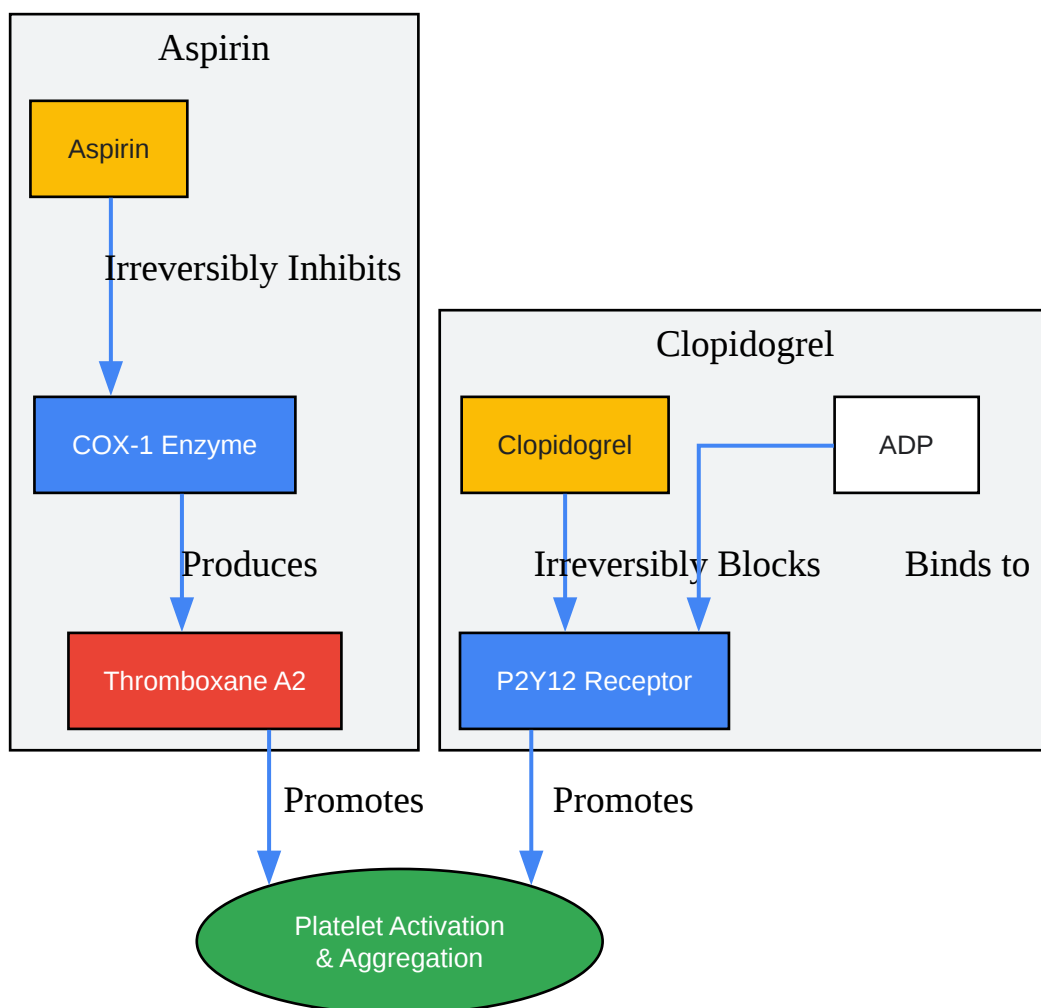 Aspirin
Aspirin
Irreversibly Inhibits
COX-1 Enzyme
Produces
Thromboxane A2
Promotes
Clopidogrel
Clopidogrel
ADP
Irreversibly Blocks
Binds to
P2Y12 Receptor
Promotes
Platelet Activation
& Aggregation